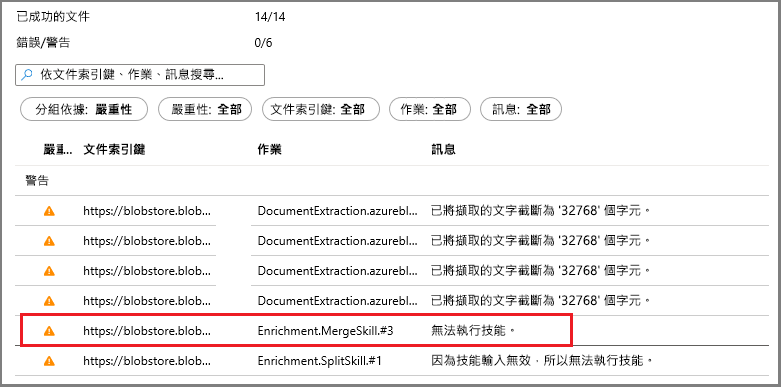 已成功的文件 14/14
錯誤/警告 0/6
依文件索引鍵、作業、訊息搜尋...
分組依據: 嚴重性 嚴重性: 全部 文件索引鍵: 全部 作業: 全部 訊息: 全部
嚴重... 文件索引鍵 作業 訊息
警告
https://blobstore.blob... DocumentExtraction.azurebl... 已將擷取的文字截斷為 '32768' 個字元。
https://blobstore.blob... DocumentExtraction.azurebl... 已將擷取的文字截斷為 '32768' 個字元。
https://blobstore.blob... DocumentExtraction.azurebl... 已將擷取的文字截斷為 '32768' 個字元。
https://blobstore.blob... DocumentExtraction.azurebl... 已將擷取的文字截斷為 '32768' 個字元。
https://blobstore.blob... Enrichment.MergeSkill.#3 無法執行技能。
https://blobstore.blob... Enrichment.SplitSkill.#1 因為技能輸入無效，所以無法執行技能。